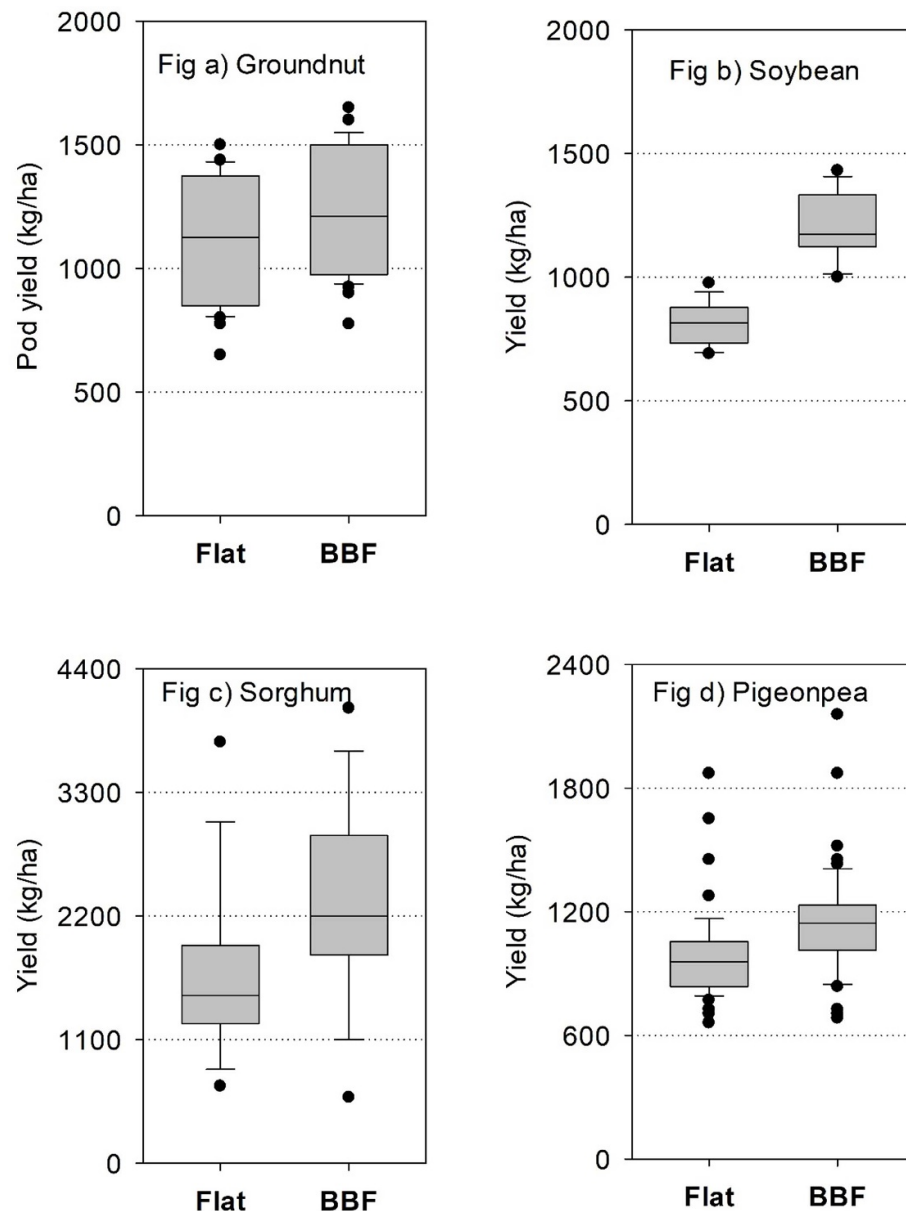 Fig a) Groundnut
Pod yield (kg/ha)
2000
1500
1000
500
0
Flat BBF
Fig b) Soybean
Yield (kg/ha)
2000
1500
1000
500
0
Flat BBF
Fig c) Sorghum
Yield (kg/ha)
4400
3300
2200
1100
0
Flat BBF
Fig d) Pigeonpea
Yield (kg/ha)
2400
1800
1200
600
0
Flat BBF